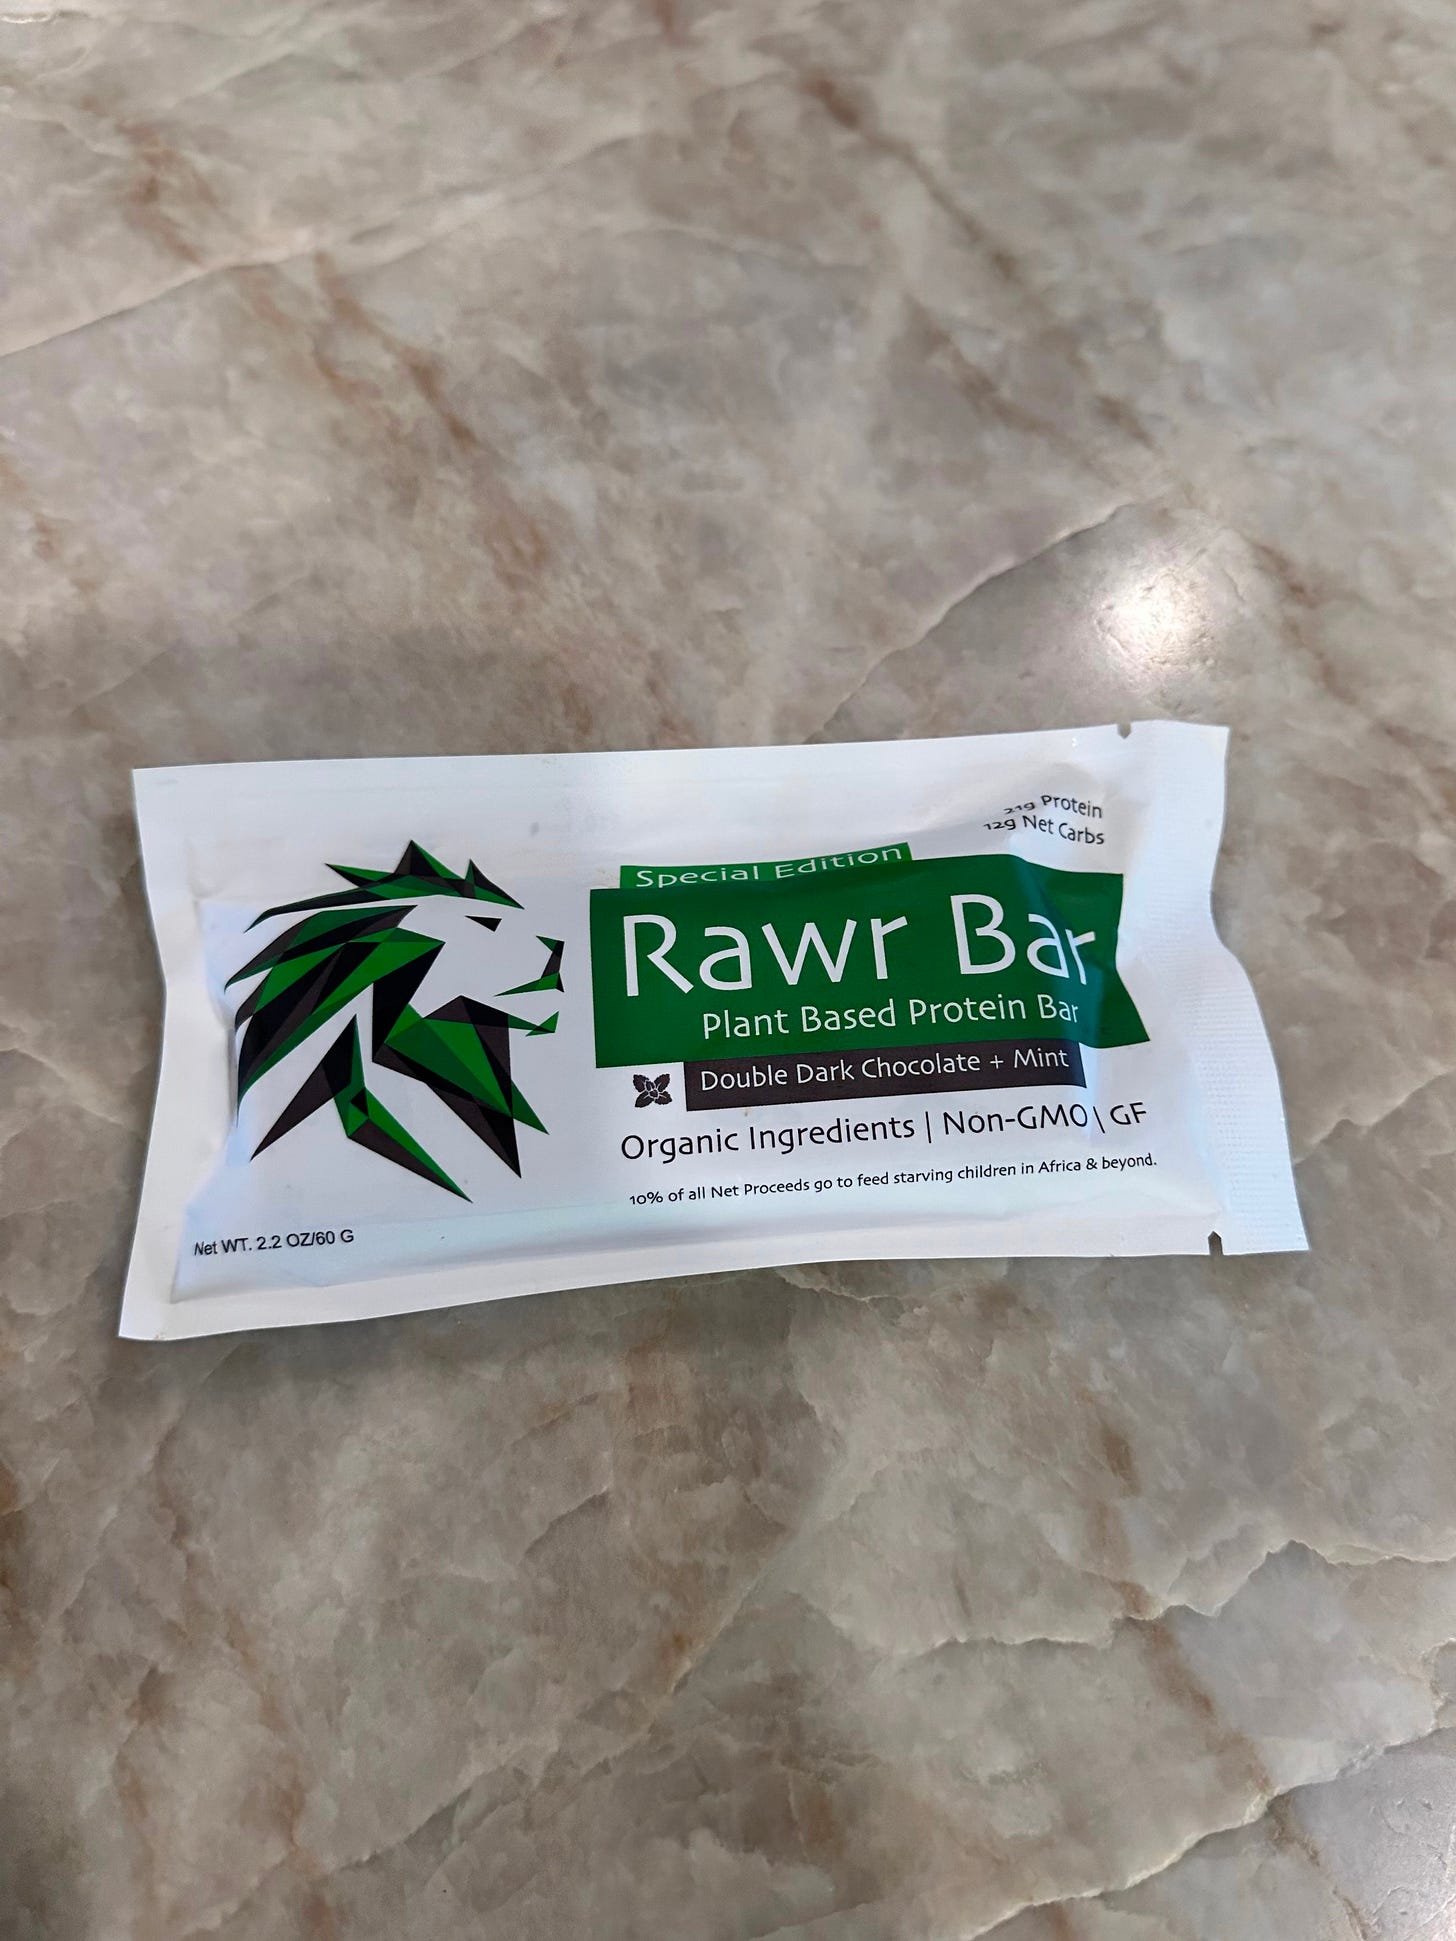 21g Protein
12g Net Carbs
Special Edition
Rawr Bar
Plant Based Protein Bar
Double Dark Chocolate + Mint
Organic Ingredients | Non-GMO | GF
10% of all Net Proceeds go to feed starving children in Africa & beyond.
Net WT. 2.2 OZ/60 G